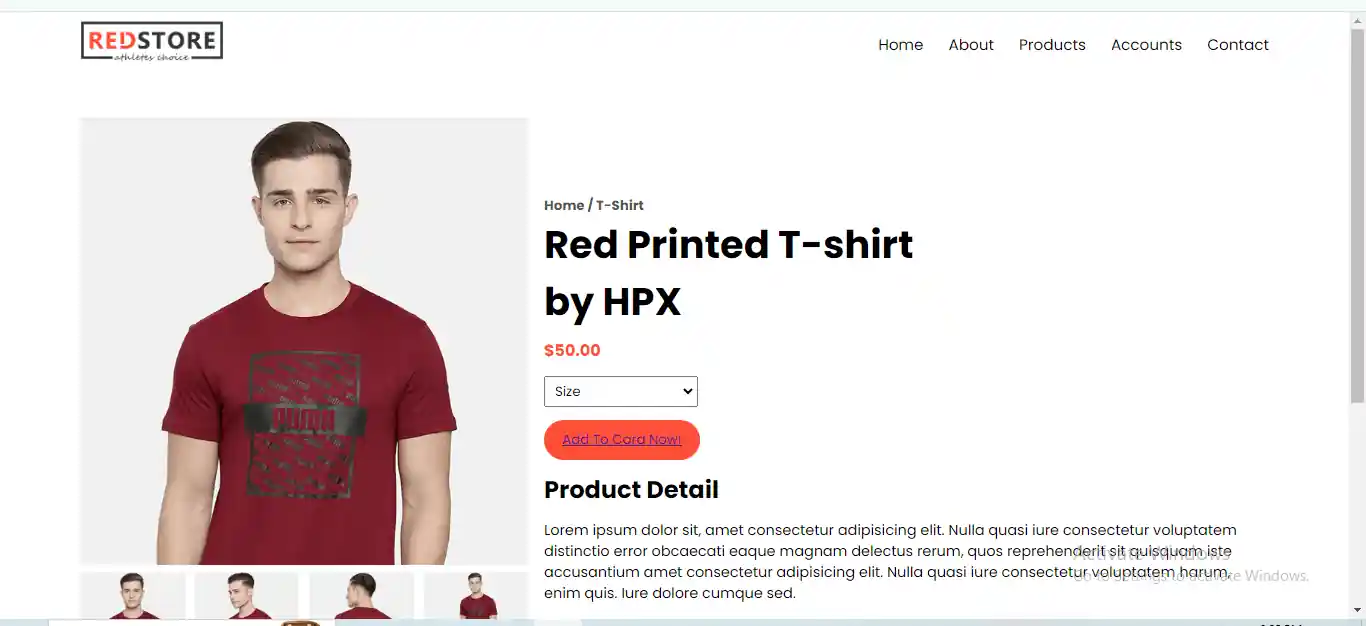 REDSTORE
athletes choice
Home About Products Accounts Contact
Home / T-Shirt
Red Printed T-shirt
by HPX
$50.00
Size
Add To Card Now!
PUMA
Product Detail
Lorem ipsum dolor sit, amet consectetur adipisicing elit. Nulla quasi iure consectetur voluptatem
distinctio error obcaecati eaque magnam delectus rerum, quos reprehenderit sit quisquam iste
accusantium amet consectetur adipisicing elit. Nulla quasi iure consectetur voluptatem harum,
enim quis. Iure dolore cumque sed.
Activate Windows
Go to Settings to activate Windows.